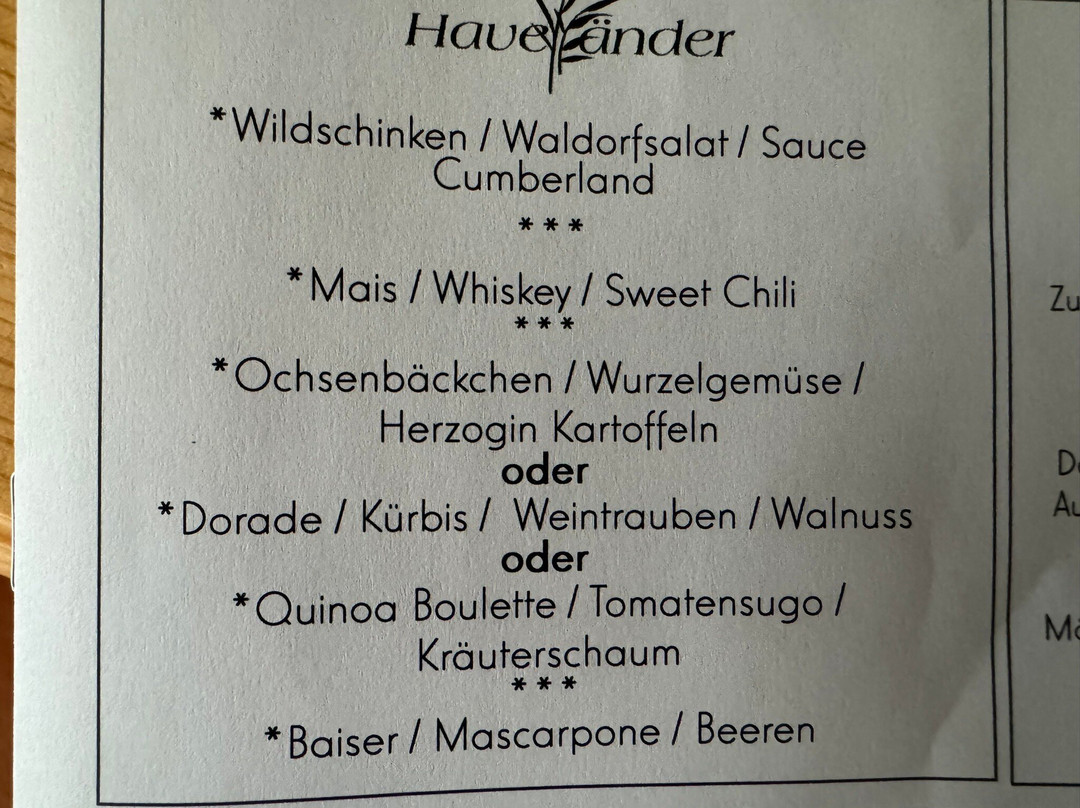 Havelländer
*Wildschinken / Waldorfsalat / Sauce
Cumberland
***
*Mais / Whiskey / Sweet Chili
***
*Ochsenbäckchen / Wurzelgemüse /
Herzogin Kartoffeln
oder
*Dorade / Kürbis / Weintrauben / Walnuss
oder
*Quinoa Boulette / Tomatensugo /
Kräuterschaum
***
*Baiser / Mascarpone / Beeren